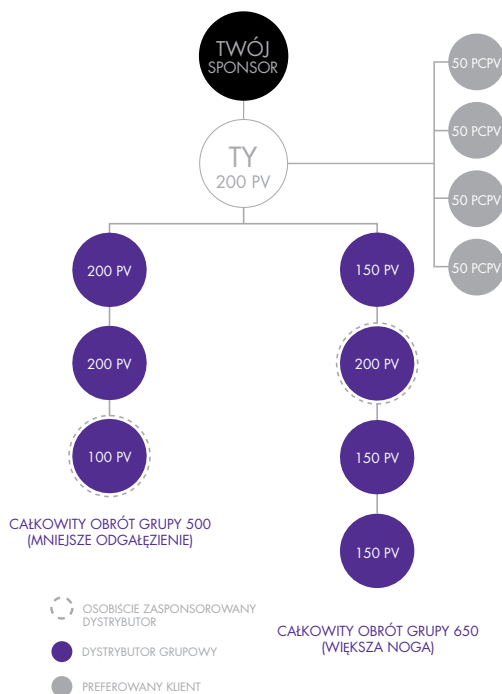 TWÓJ
SPONSOR
TY
200 PV
50 PCPV
50 PCPV
50 PCPV
50 PCPV
200 PV
200 PV
100 PV
CAŁKOWITY OBRÓT GRUPY 500
(MNIEJSZE ODGAŁĘZIENIE)
150 PV
200 PV
150 PV
150 PV
CAŁKOWITY OBRÓT GRUPY 650
(WIĘKSZA NOGA)
OSOBIŚCIE ZASPONSOROWANY
DYSTRYBUTOR
DYSTRYBUTOR GRUPOWY
PREFEROWANY KLIENT